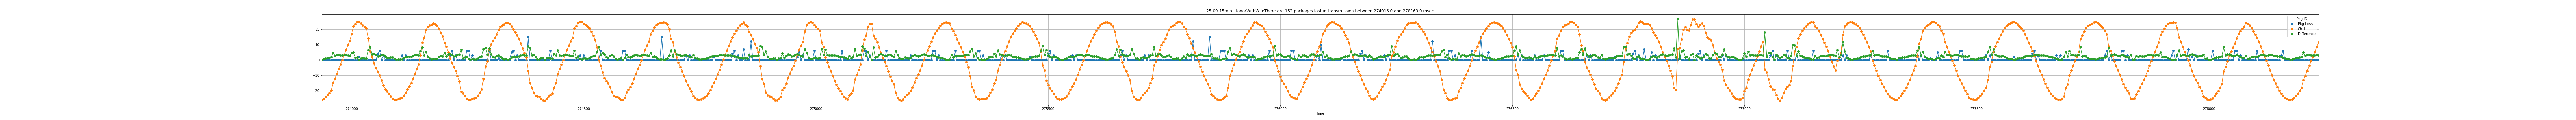 25-09-15min_HonorWithWifi There are 152 packages lost in transmission between 274016.0 and 278160.0 msec
Pkg ID
Pkg Loss
Ch-1
Difference
20
10
0
−10
−20
274000
274500
275000
275500
276000
276500
277000
277500
278000
Time